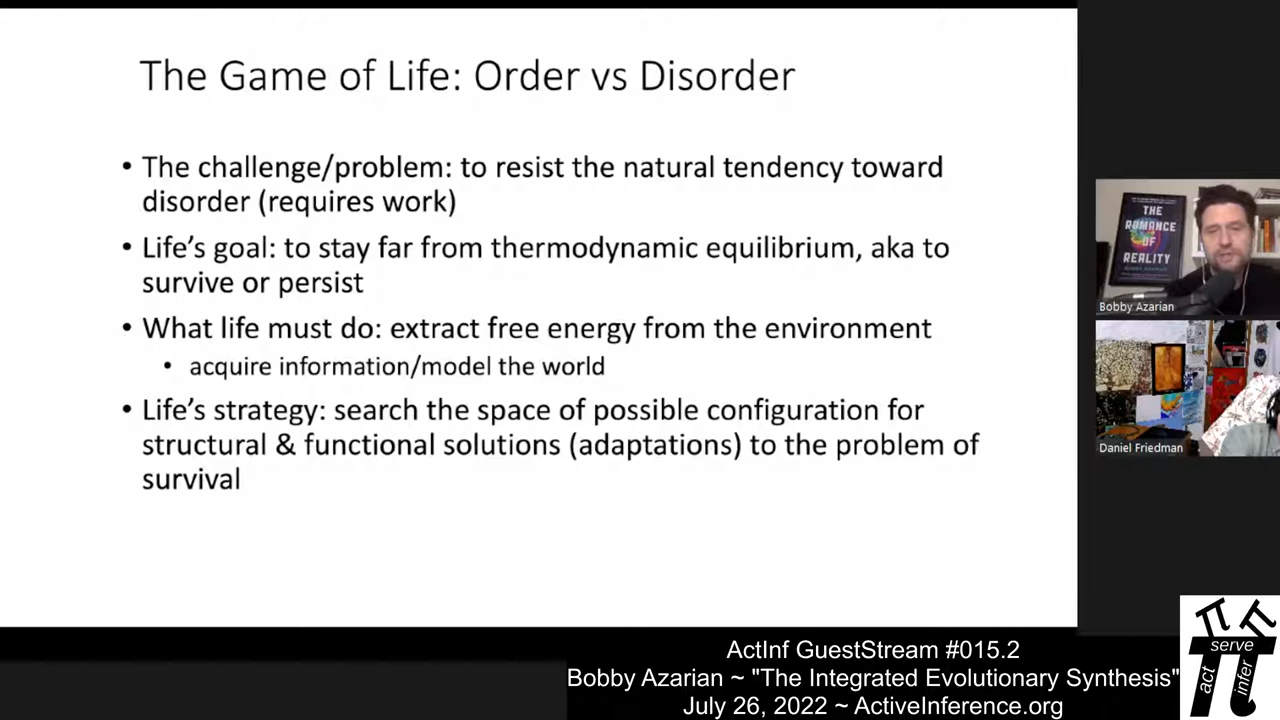 The Game of Life: Order vs Disorder
• The challenge/problem: to resist the natural tendency toward
disorder (requires work)
• Life's goal: to stay far from thermodynamic equilibrium, aka to
survive or persist
• What life must do: extract free energy from the environment
• acquire information/model the world
• Life's strategy: search the space of possible configuration for
structural & functional solutions (adaptations) to the problem of
survival
THE
ROMANCE
OF
REALITY
Bobby Azarian
Daniel Friedman
ActInf GuestStream #015.2
Bobby Azarian ~ "The Integrated Evolutionary Synthesis"
July 26, 2022 ~ ActiveInference.org
serve
act
infer